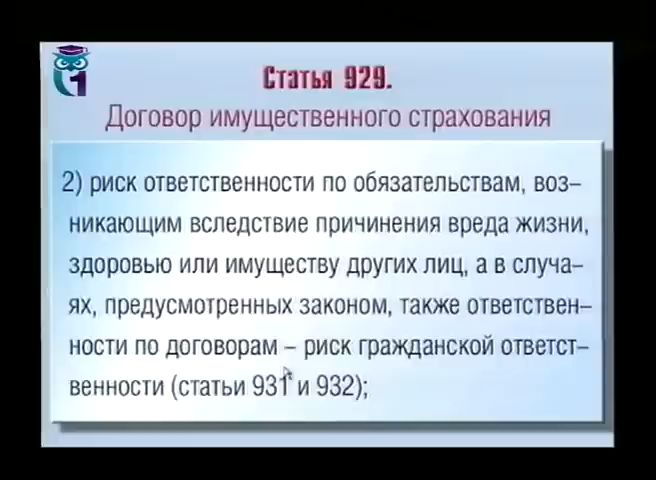 1
Статья 929.
Договор имущественного страхования
2) риск ответственности по обязательствам, воз–
никающим вследствие причинения вреда жизни,
здоровью или имуществу других лиц, а в случа–
ях, предусмотренных законом, также ответствен–
ности по договорам – риск гражданской ответст–
венности (статьи 931 и 932);